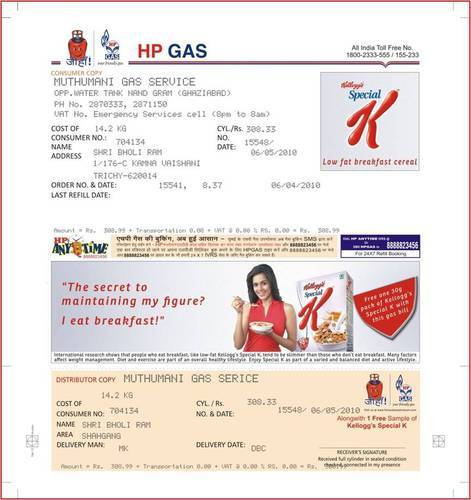 जाहाँ!
HP
GAS
HP GAS
All India Toll Free No.
1800-2333-555 / 155-233
CONSUMER COPY
MUTHUMANI GAS SERVICE
OPP.WATER TANK NAND GRAM (GHAZIABAD)
PH No. 2870333, 2871150
VAT No. Emergency Services cell (8pm to 8am)
COST OF 14.2 KG CYL./Rs. 308.33
CONSUMER NO.: 704134 NO. 15548/
NAME SHRI BHOLI RAM DATE: 06/05/2010
ADDRESS 1/176-C KAMNA VAISHANI
TRICHY-620014
ORDER NO. & DATE: 15541, 8.37 06/04/2010
LAST REFILL DATE:
Kellogg's
Special
K
Low fat breakfast cereal
Amount = Rs. 308.99 + Transporation 0.00 + VAT @ 0.00 % RS. 0.00 = Rs. 308.99
HP
ANYTIME
एचपी गैस की बुकिंग, अब हुई आसान -
8888823456
For 24X7 Refill Booking
"The secret to
maintaining my figure?
I eat breakfast!"
Kellogg's
Special
K
Free one 30g
pack of Kellogg's
Special K with
this gas bill
International research shows that people who eat breakfast, like low-fat Kellogg's Special K, tend to be slimmer than those who don't eat breakfast. Many factors
affect weight management. Diet and exercise are part of an overall healthy lifestyle. Enjoy Special K as part of a varied and balanced diet and active lifestyle.
DISTRIBUTOR COPY MUTHUMANI GAS SERICE
COST OF 14.2 KG CYL. / Rs. 308.33
CONSUMER NO: 704134 NO. & DATE: 15548/ 06/05/2010
NAME SHRI BHOLI RAM
AREA SHAHGANG
DELIVERY MAN: MK DELIVERY DATE: DBC
Alongwith 1 Free Sample of
Kellogg's Special K
RECEIVER'S SIGNATURE
Received full cylinder in sealed condition
checked, connected in my presence
Amount = Rs. 308.99 + Transporation 0.00 + VAT @ 0.00 % RS. 0.00 = Rs. 308.99